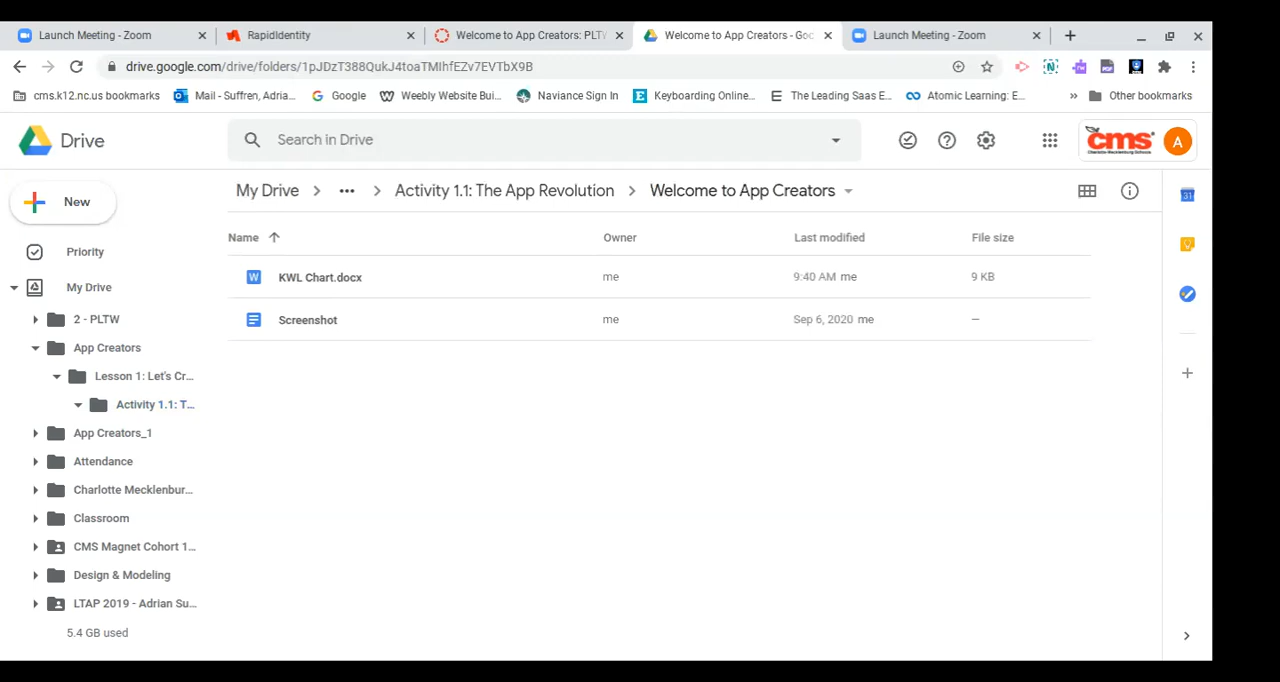 Launch Meeting - Zoom RapidIdentity Welcome to App Creators: PLTW Welcome to App Creators - Goo Launch Meeting - Zoom
drive.google.com/drive/folders/1pJDzT388QukJ4toaTMIhfEZv7EVTbX9B
cms.k12.nc.us bookmarks Mail - Suffren, Adria... Google Weebly Website Bui... Naviance Sign In Keyboarding Online... The Leading Saas E... Atomic Learning: E... » Other bookmarks
Drive Search in Drive cms Charlotte-Mecklenburg Schools A
New My Drive > ••• > Activity 1.1: The App Revolution > Welcome to App Creators
Name Owner Last modified File size
Priority
KWL Chart.docx me 9:40 AM me 9 KB
My Drive
2 - PLTW
Screenshot me Sep 6, 2020 me –
App Creators
Lesson 1: Let's Cr...
Activity 1.1: T...
App Creators_1
Attendance
Charlotte Mecklenbur...
Classroom
CMS Magnet Cohort 1...
Design & Modeling
LTAP 2019 - Adrian Su...
5.4 GB used